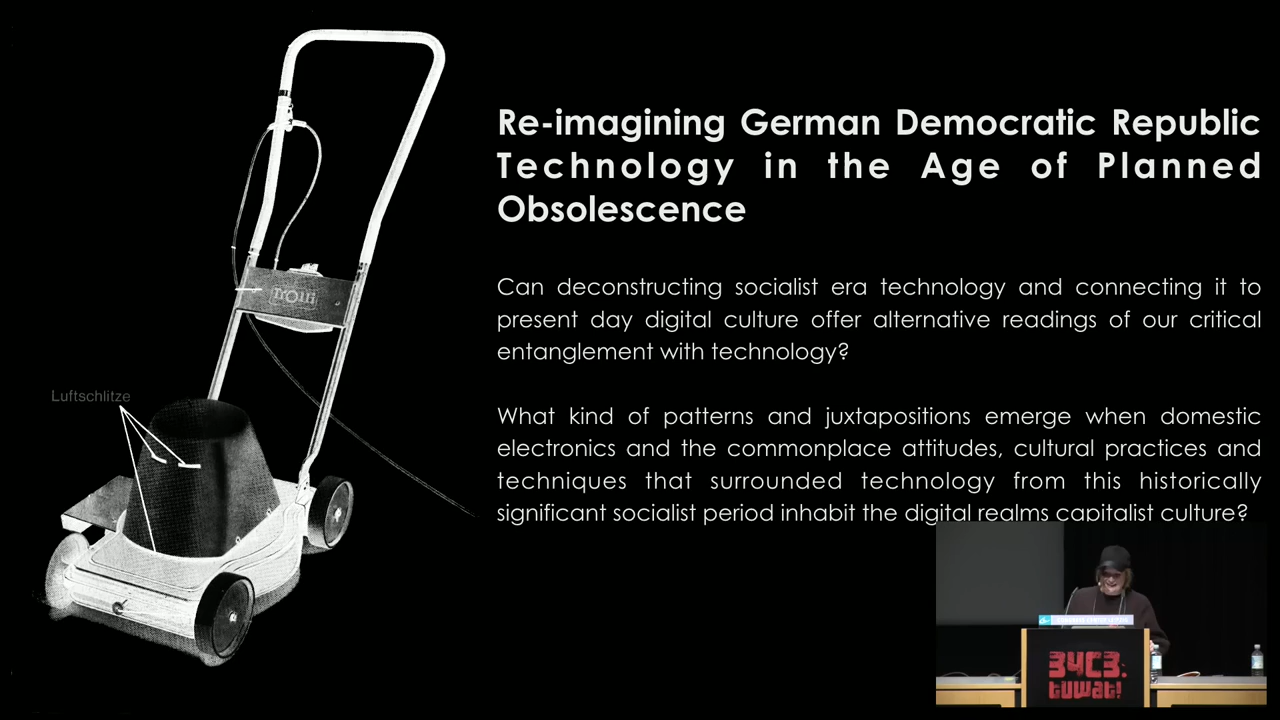 Re-imagining German Democratic Republic
Technology in the Age of Planned
Obsolescence
Can deconstructing socialist era technology and connecting it to
present day digital culture offer alternative readings of our critical
entanglement with technology?
What kind of patterns and juxtapositions emerge when domestic
electronics and the commonplace attitudes, cultural practices and
techniques that surrounded technology from this historically
significant socialist period inhabit the digital realms capitalist culture?
Trolli
Luftschlitze
34C3.
tuwat!